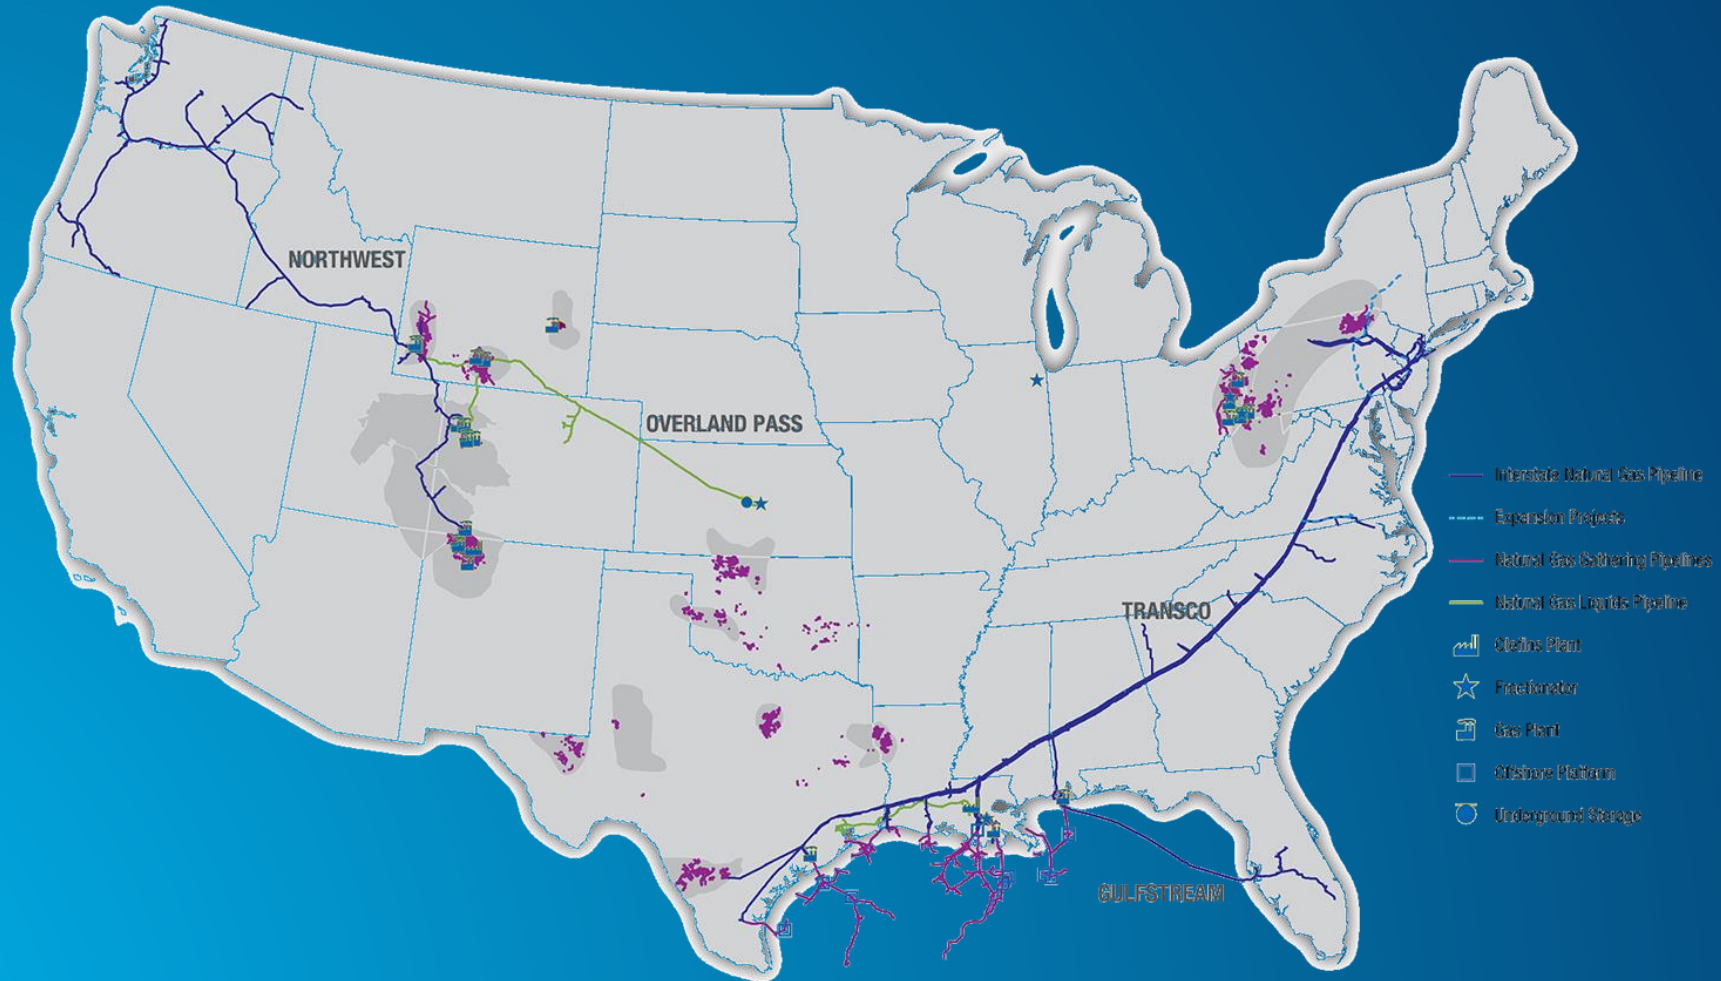 NORTHWEST
OVERLAND PASS
TRANSCO
GULFSTREAM
Interstate Natural Gas Pipeline
Expansion Projects
Natural Gas Gathering Pipelines
Natural Gas Liquids Pipeline
Olefins Plant
Fractionator
Gas Plant
Offshore Platform
Underground Storage